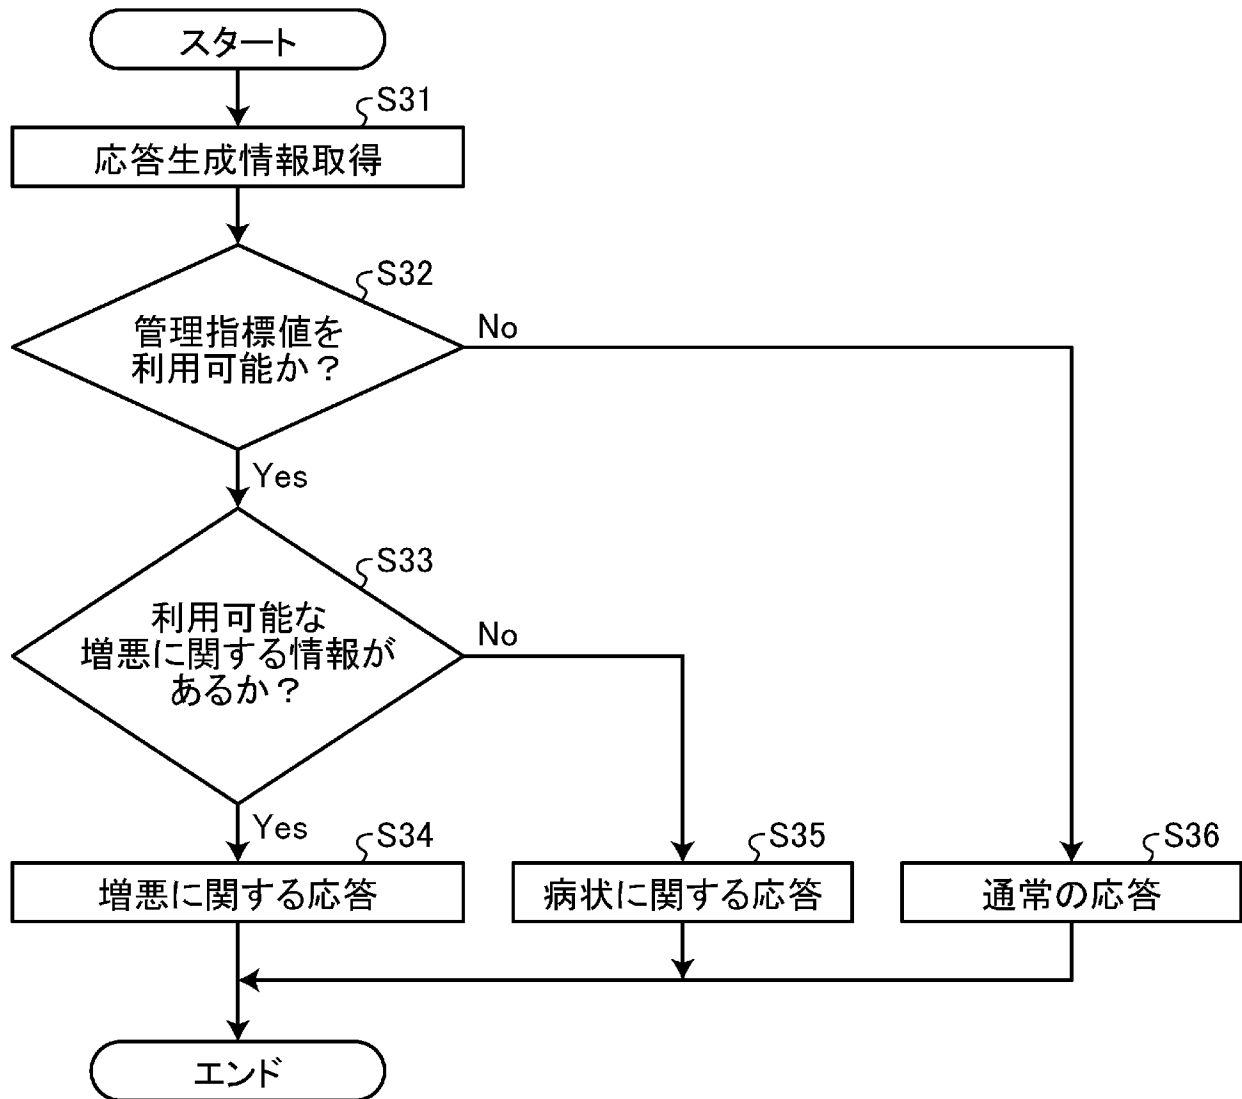 スタート
S31
応答生成情報取得
S32
管理指標値を
利用可能か？
No
Yes
S33
利用可能な
増悪に関する情報が
あるか？
No
Yes
S34
増悪に関する応答
S35
病状に関する応答
S36
通常の応答
エンド